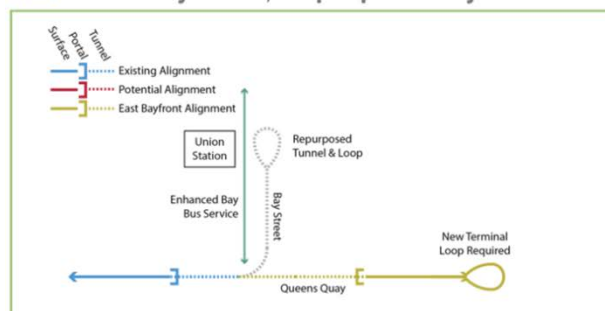 Surface
Portal
Tunnel
Existing Alignment
Potential Alignment
East Bayfront Alignment
Union
Station
Repurposed
Tunnel & Loop
Enhanced Bay
Bus Service
Bay Street
New Terminal
Loop Required
Queens Quay